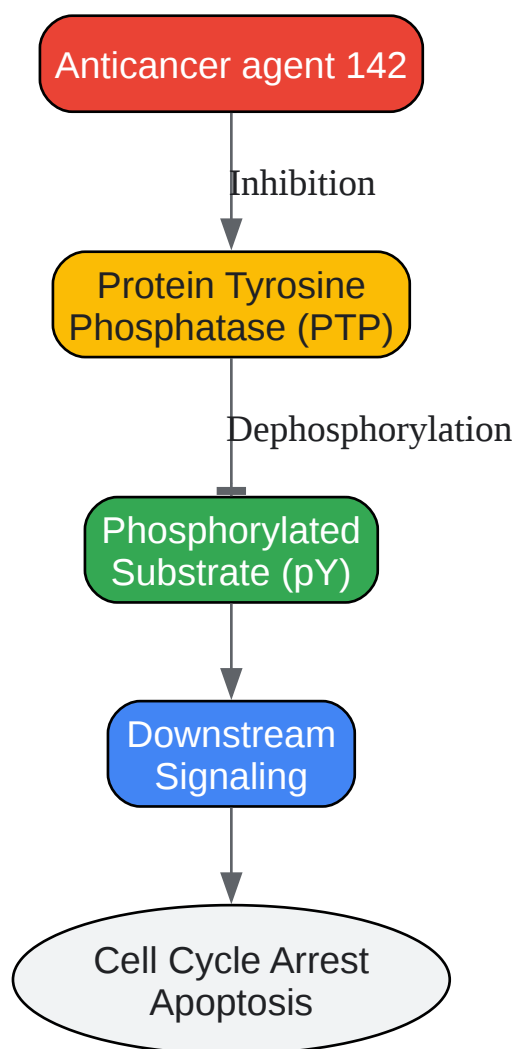 Anticancer agent 142
Inhibition
Protein Tyrosine
Phosphatase (PTP)
Dephosphorylation
Phosphorylated
Substrate (pY)
Downstream
Signaling
Cell Cycle Arrest
Apoptosis